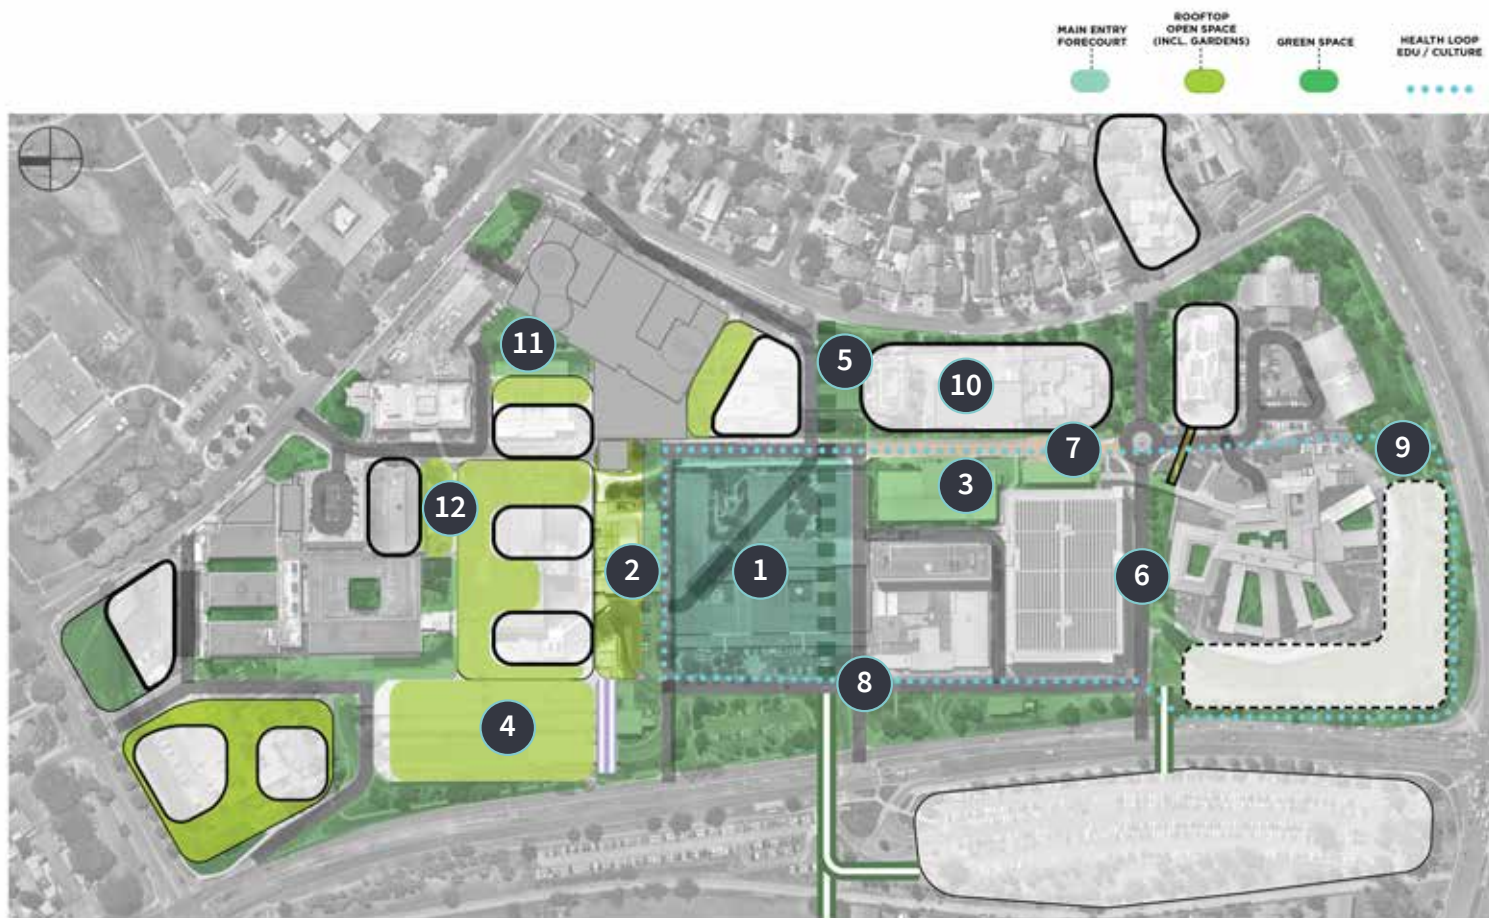 MAIN ENTRY
FORECOURT
ROOFTOP
OPEN SPACE
(INCL. GARDENS)
GREEN SPACE
HEALTH LOOP
EDU / CULTURE
11
5
10
7
9
3
12
2
1
6
8
4